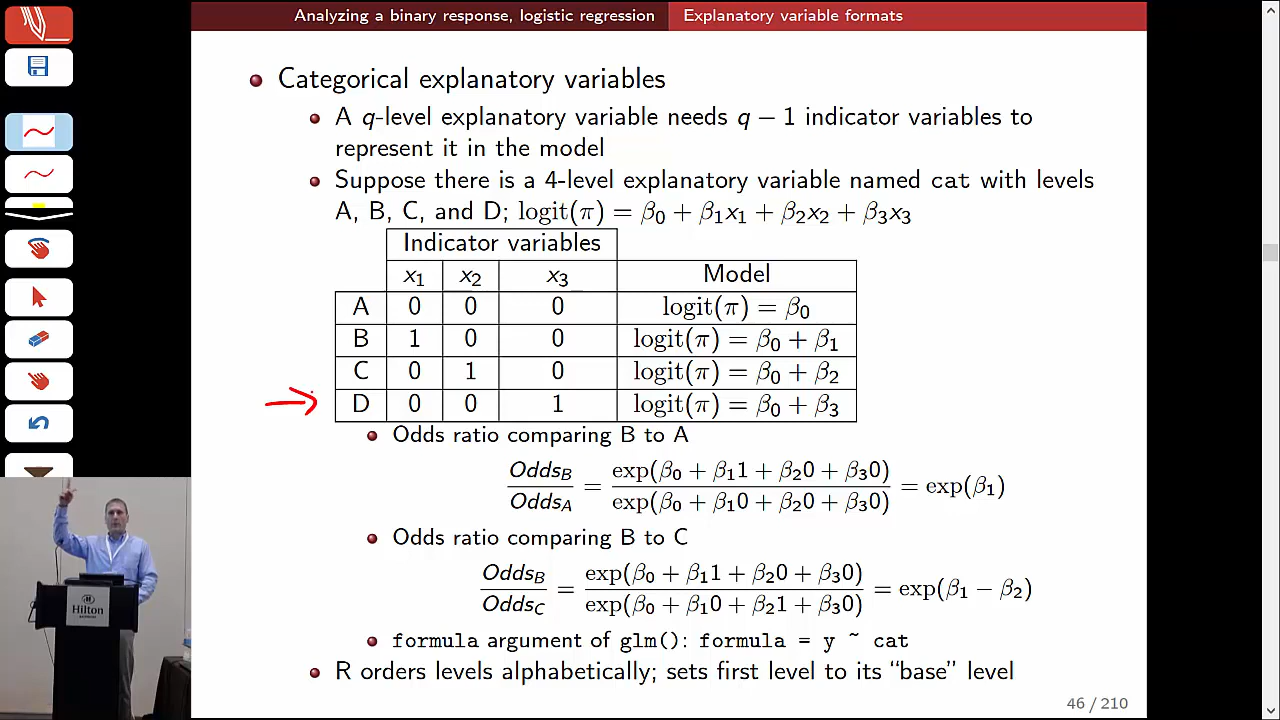 Analyzing a binary response, logistic regression Explanatory variable formats
Categorical explanatory variables
A q-level explanatory variable needs q − 1 indicator variables to
represent it in the model
Suppose there is a 4-level explanatory variable named cat with levels
A, B, C, and D; logit(π) = β₀ + β₁x₁ + β₂x₂ + β₃x₃
Indicator variables
x₁ x₂ x₃ Model
A 0 0 0 logit(π) = β₀
B 1 0 0 logit(π) = β₀ + β₁
C 0 1 0 logit(π) = β₀ + β₂
D 0 0 1 logit(π) = β₀ + β₃
Odds ratio comparing B to A
Odds_B / Odds_A = exp(β₀ + β₁1 + β₂0 + β₃0) / exp(β₀ + β₁0 + β₂0 + β₃0) = exp(β₁)
Odds ratio comparing B to C
Odds_B / Odds_C = exp(β₀ + β₁1 + β₂0 + β₃0) / exp(β₀ + β₁0 + β₂1 + β₃0) = exp(β₁ − β₂)
formula argument of glm(): formula = y ~ cat
R orders levels alphabetically; sets first level to its “base” level
46 / 210
Hilton